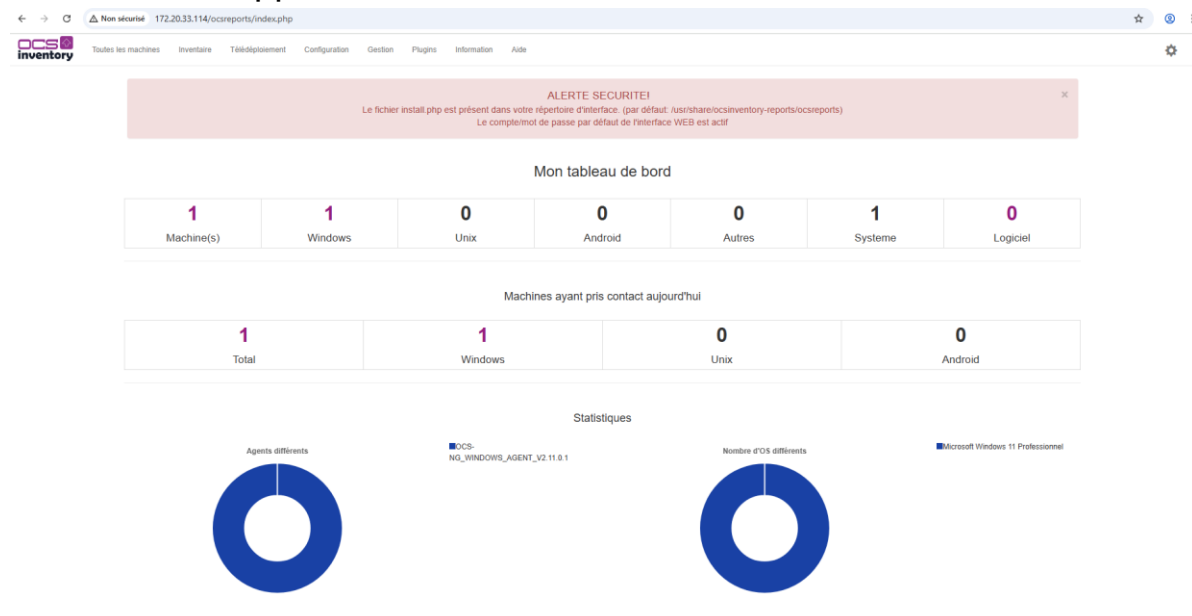 Non sécurisé 172.20.33.114/ocsreports/index.php
OCS
inventory
Toutes les machines Inventaire Télédéploiement Configuration Gestion Plugins Information Aide
ALERTE SECURITE!
×
Le fichier install.php est présent dans votre répertoire d'interface. (par défaut: /usr/share/ocsinventory-reports/ocsreports)
Le compte/mot de passe par défaut de l'interface WEB est actif
Mon tableau de bord
1 1 0 0 0 1 0
Machine(s) Windows Unix Android Autres Systeme Logiciel
Machines ayant pris contact aujourd'hui
1 1 0 0
Total Windows Unix Android
Statistiques
Agents différents
OCS-
NG_WINDOWS_AGENT_V2.11.0.1
Nombre d'OS différents
Microsoft Windows 11 Professionnel